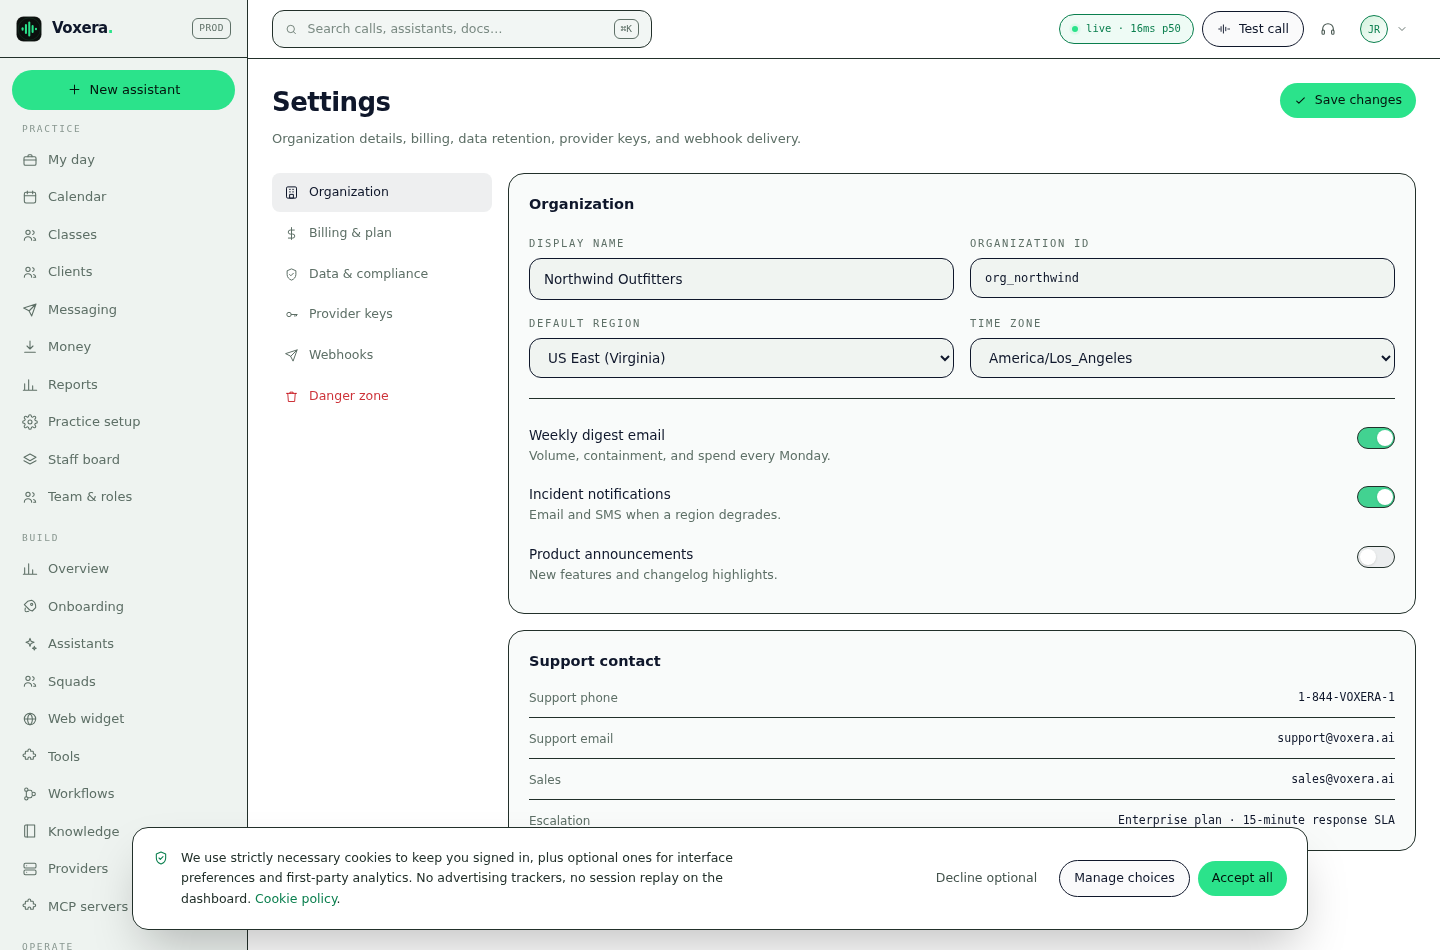 Voxera.
PROD
Search calls, assistants, docs...
⌘K
live · 16ms p50
Test call
JR
New assistant
PRACTICE
My day
Calendar
Classes
Clients
Messaging
Money
Reports
Practice setup
Staff board
Team & roles
BUILD
Overview
Onboarding
Assistants
Squads
Web widget
Tools
Workflows
Knowledge
Providers
MCP servers
OPERATE
Settings
Organization details, billing, data retention, provider keys, and webhook delivery.
Save changes
Organization
Billing & plan
Data & compliance
Provider keys
Webhooks
Danger zone
Organization
DISPLAY NAME
Northwind Outfitters
ORGANIZATION ID
org_northwind
DEFAULT REGION
US East (Virginia)
TIME ZONE
America/Los_Angeles
Weekly digest email
Volume, containment, and spend every Monday.
Incident notifications
Email and SMS when a region degrades.
Product announcements
New features and changelog highlights.
Support contact
Support phone
1-844-VOXERA-1
Support email
support@voxera.ai
Sales
sales@voxera.ai
Escalation
Enterprise plan · 15-minute response SLA
We use strictly necessary cookies to keep you signed in, plus optional ones for interface
preferences and first-party analytics. No advertising trackers, no session replay on the
dashboard. Cookie policy.
Decline optional
Manage choices
Accept all